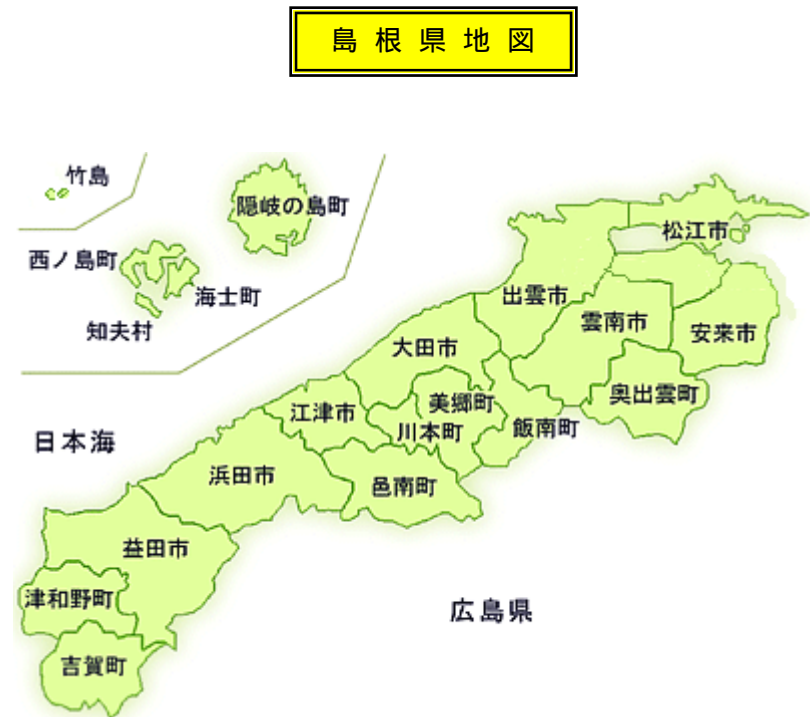 島根県地図
竹島
隠岐の島町
西ノ島町
海士町
知夫村
松江市
出雲市
雲南市
安来市
大田市
奥出雲町
美郷町
江津市
川本町
飯南町
日本海
浜田市
邑南町
益田市
津和野町
広島県
吉賀町